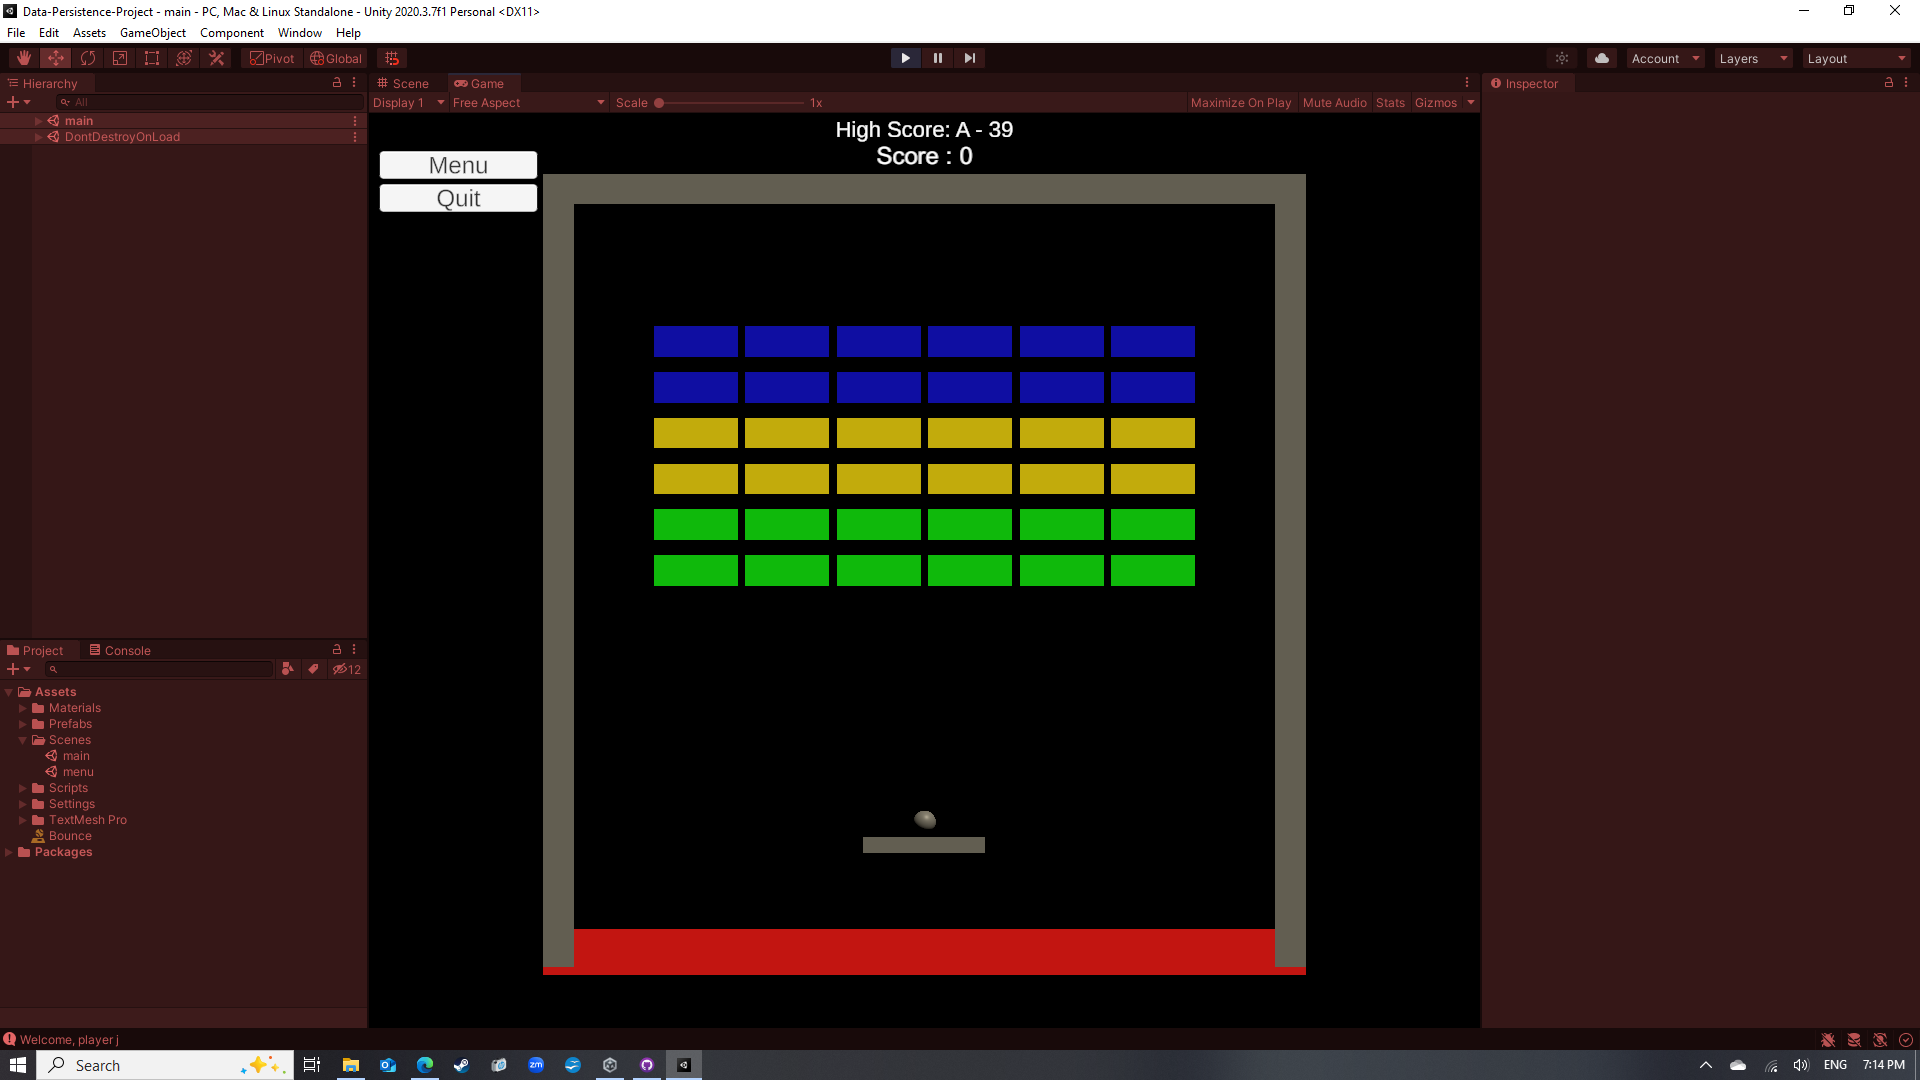 Data-Persistence-Project - main - PC, Mac & Linux Standalone - Unity 2020.3.7f1 Personal <DX11>
File Edit Assets GameObject Component Window Help
Pivot Global Account Layers Layout
Hierarchy
All
main
DontDestroyOnLoad
Scene Game
Display 1 Free Aspect Scale 1x Maximize On Play Mute Audio Stats Gizmos
Inspector
High Score: A - 39
Score : 0
Menu
Quit
Project Console
12
Assets
Materials
Prefabs
Scenes
main
menu
Scripts
Settings
TextMesh Pro
Bounce
Packages
Welcome, player j
Search
zm
ENG 7:14 PM